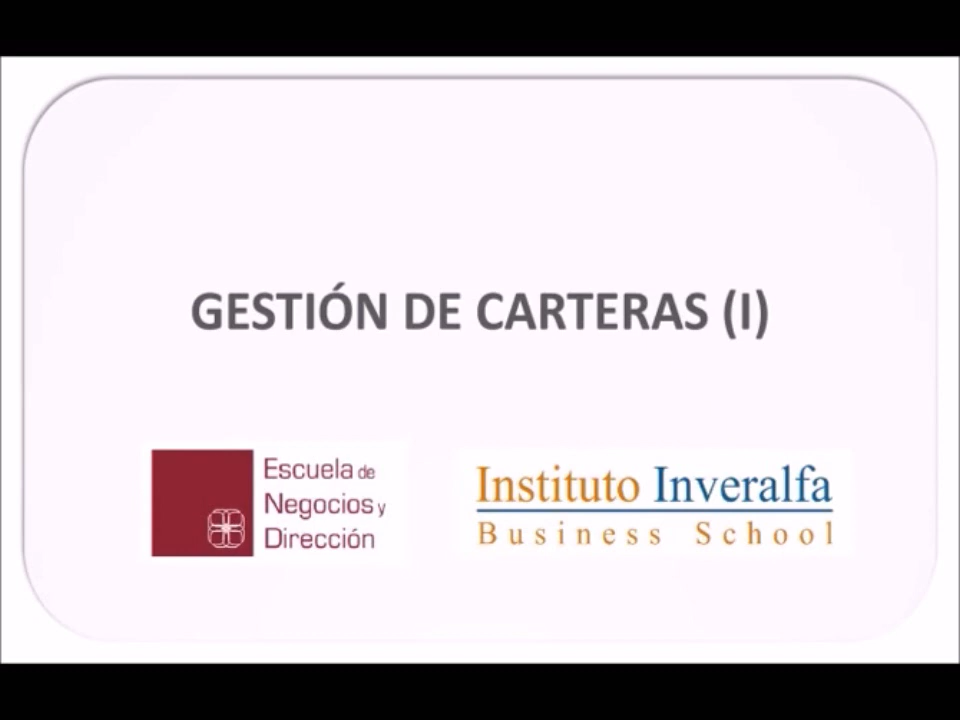 GESTIÓN DE CARTERAS (I)
Escuela de
Negocios y
Dirección
Instituto Inveralfa
Business School